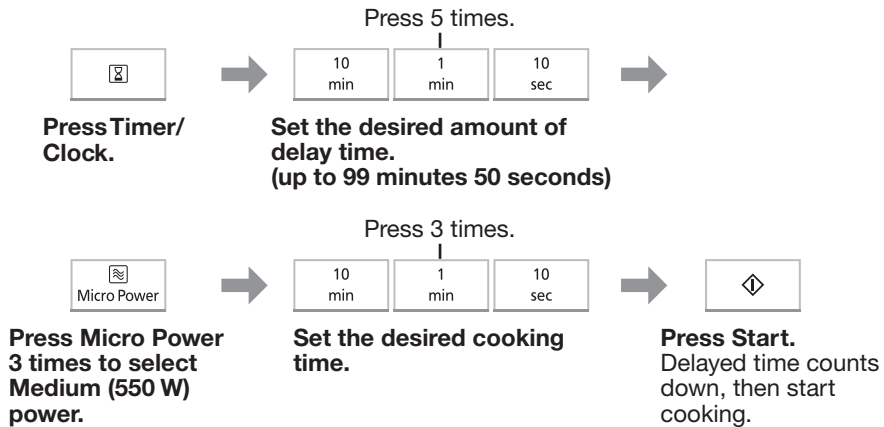 Press 5 times.
10 min
1 min
10 sec
Press Timer/
Clock.
Set the desired amount of
delay time.
(up to 99 minutes 50 seconds)
Press 3 times.
Micro Power
10 min
1 min
10 sec
Press Micro Power
3 times to select
Medium (550 W)
power.
Set the desired cooking
time.
Press Start.
Delayed time counts
down, then start
cooking.